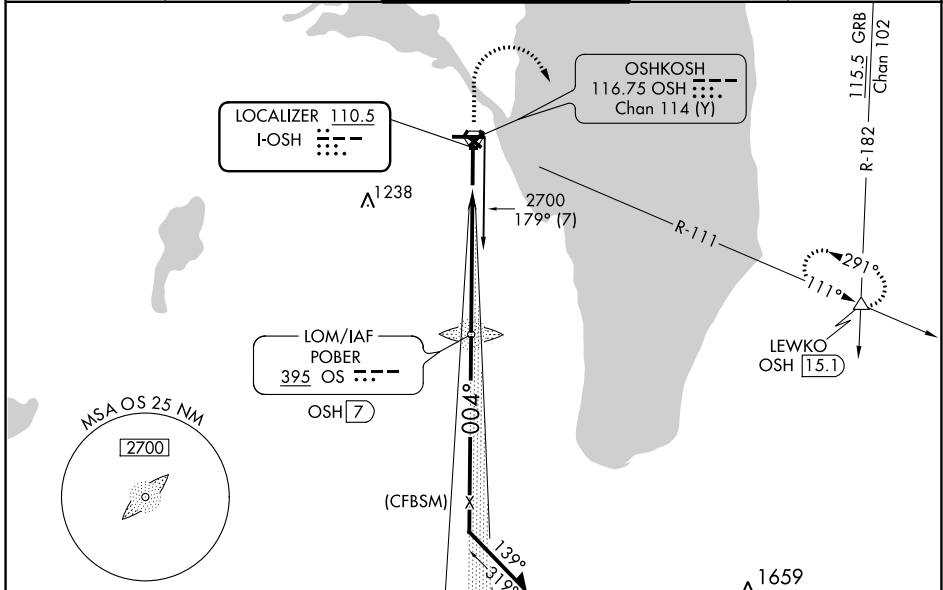 115.5 GRB
Chan 102
OSHKOSH
116.75 OSH
Chan 114 (Y)
LOCALIZER 110.5
I-OSH
R-182
1238
2700
179° (7)
R-111
291°
111°
LOM/IAF
POBER
395 OS
LEWKO
OSH 15.1
OSH 7
004°
MSA OS 25 NM
2700
(CFBSM)
X
139°
319°
1659